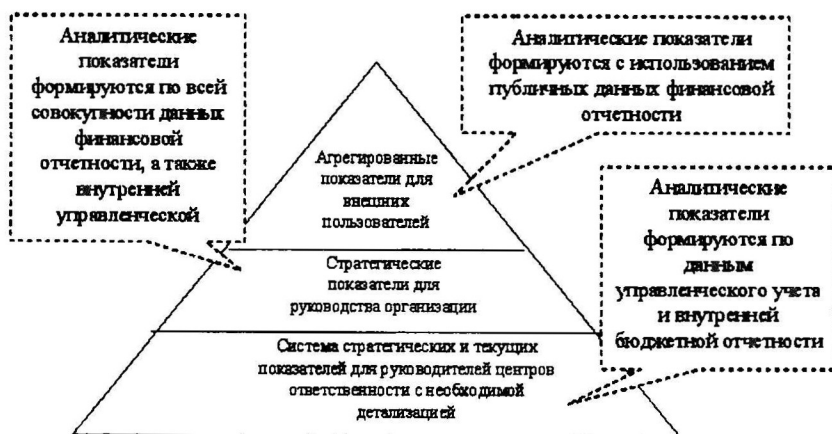 Аналитические
показатели
формируются по всей
совокупности данных
финансовой
отчетности, а также
внутренней
управленческой
Аналитические показатели
формируются с использованием
публичных данных финансовой
отчетности
Агрегированные
показатели для
внешних
пользователей
Аналитические
показатели
формируются по
данным
управленческого учета
и внутренней
бюджетной отчетности
Стратегические
показатели для
руководства организации
Система стратегических и текущих
показателей для руководителей центров
ответственности с необходимой
детализацией